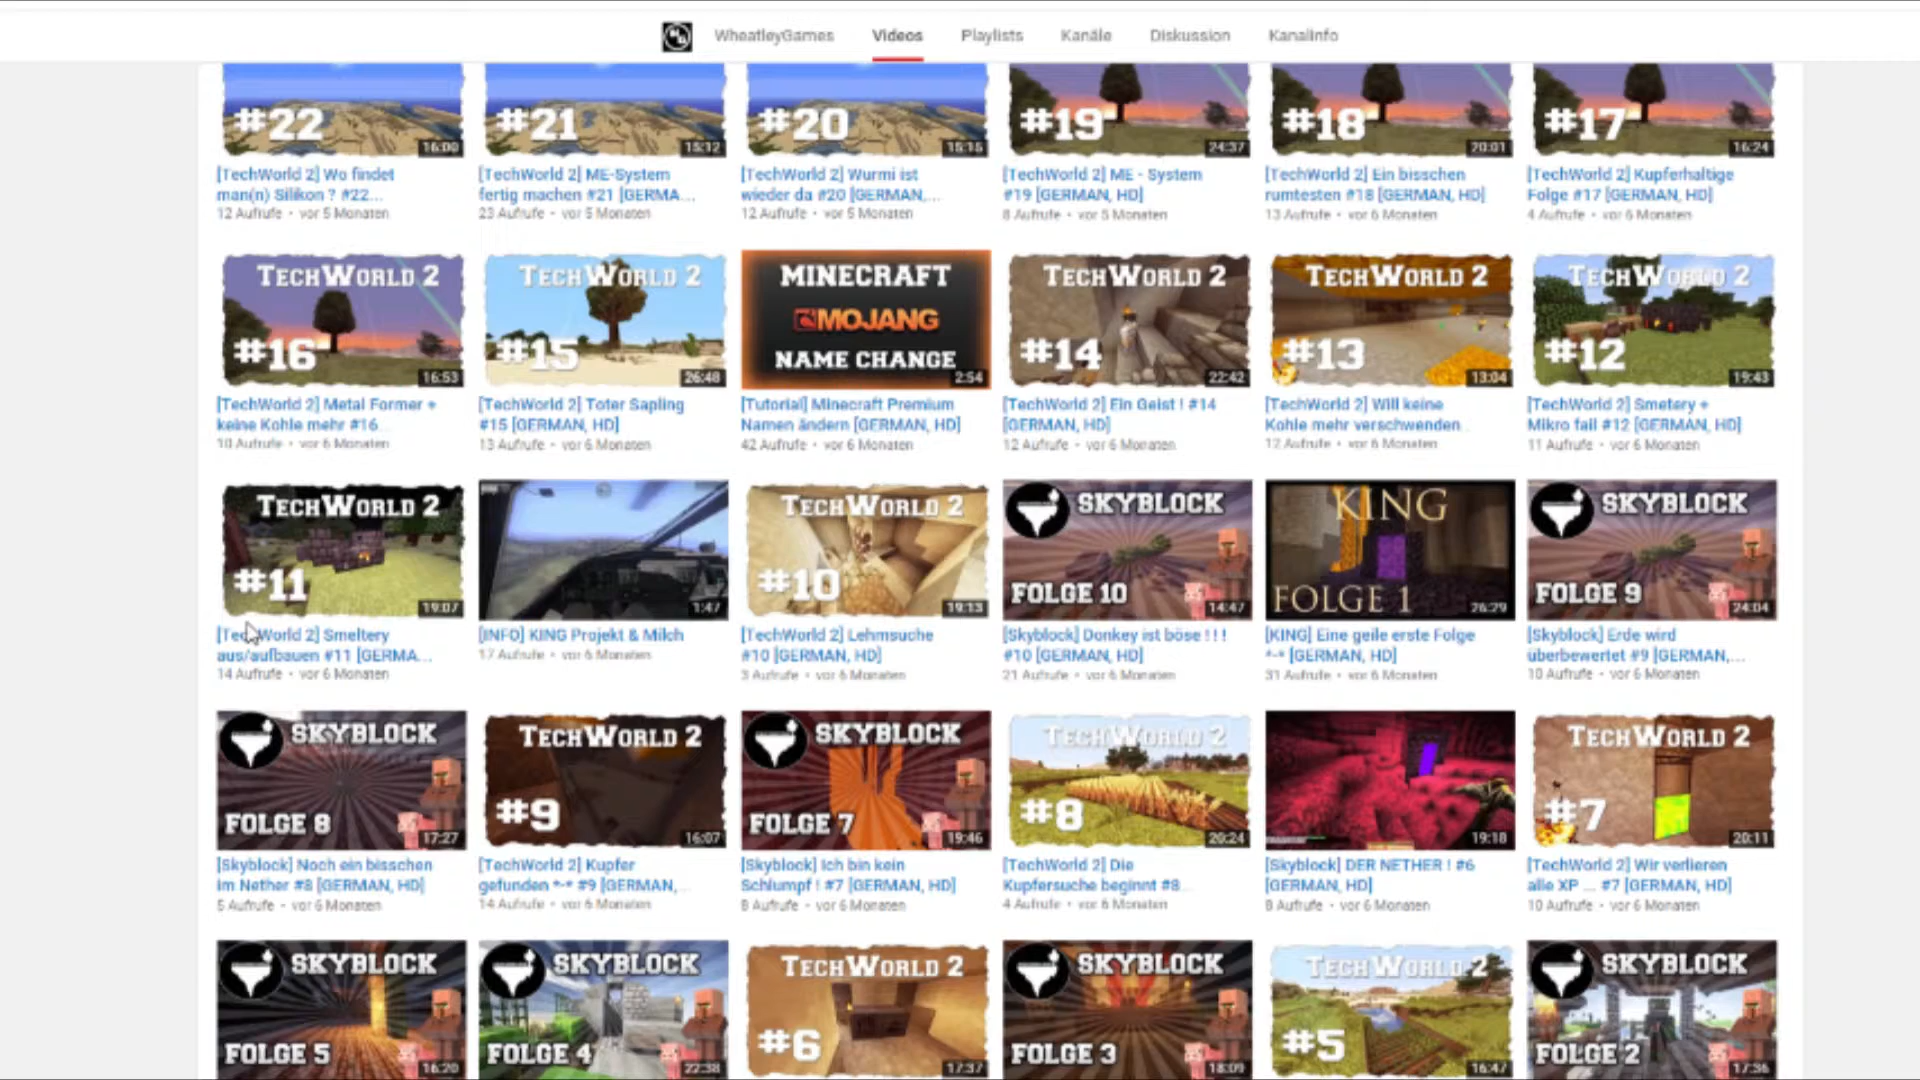 WheatleyGames Videos Playlists Kanäle Diskussion Kanalinfo
#22 16:00
#21 15:12
#20 15:15
#19 24:37
#18 20:01
#17 16:24
[TechWorld 2] Wo findet
man(n) Silikon ? #22...
12 Aufrufe • vor 5 Monaten
[TechWorld 2] ME-System
fertig machen #21 [GERMA...
23 Aufrufe • vor 5 Monaten
[TechWorld 2] Wurmi ist
wieder da #20 [GERMAN,...
12 Aufrufe • vor 5 Monaten
[TechWorld 2] ME - System
#19 [GERMAN, HD]
8 Aufrufe • vor 5 Monaten
[TechWorld 2] Ein bisschen
rumtesten #18 [GERMAN, HD]
13 Aufrufe • vor 6 Monaten
[TechWorld 2] Kupferhaltige
Folge #17 [GERMAN, HD]
4 Aufrufe • vor 6 Monaten
TECHWORLD 2
#16 16:53
TECHWORLD 2
#15 26:48
MINECRAFT
MOJANG
NAME CHANGE
2:54
TECHWORLD 2
#14 22:42
TECHWORLD 2
#13 13:04
TECHWORLD 2
#12 19:43
[TechWorld 2] Metal Former +
keine Kohle mehr #16
10 Aufrufe • vor 6 Monaten
[TechWorld 2] Toter Sapling
#15 [GERMAN, HD]
13 Aufrufe • vor 6 Monaten
[Tutorial] Minecraft Premium
Namen ändern [GERMAN, HD]
42 Aufrufe • vor 6 Monaten
[TechWorld 2] Ein Geist ! #14
[GERMAN, HD]
12 Aufrufe • vor 6 Monaten
[TechWorld 2] Will keine
Kohle mehr verschwenden
12 Aufrufe • vor 6 Monaten
[TechWorld 2] Smetery +
Mikro fail #12 [GERMAN, HD]
11 Aufrufe • vor 6 Monaten
TECHWORLD 2
#11 19:07
1:47
TECHWORLD 2
#10 19:13
SKYBLOCK
FOLGE 10 14:47
KING
FOLGE 1 26:29
SKYBLOCK
FOLGE 9 24:04
[TechWorld 2] Smeltery
aus/aufbauen #11 [GERMA...
14 Aufrufe • vor 6 Monaten
[INFO] KING Projekt & Milch
17 Aufrufe • vor 6 Monaten
[TechWorld 2] Lehmsuche
#10 [GERMAN, HD]
3 Aufrufe • vor 6 Monaten
[Skyblock] Donkey ist böse ! ! !
#10 [GERMAN, HD]
21 Aufrufe • vor 6 Monaten
[KING] Eine geile erste Folge
*-* [GERMAN, HD]
31 Aufrufe • vor 6 Monaten
[Skyblock] Erde wird
überbewertet #9 [GERMAN,...
10 Aufrufe • vor 6 Monaten
SKYBLOCK
FOLGE 8 17:27
TECHWORLD 2
#9 16:07
SKYBLOCK
FOLGE 7 19:46
TECHWORLD 2
#8 20:24
19:18
TECHWORLD 2
#7 20:11
[Skyblock] Noch ein bisschen
im Nether #8 [GERMAN, HD]
5 Aufrufe • vor 6 Monaten
[TechWorld 2] Kupfer
gefunden *-* #9 [GERMAN,...
14 Aufrufe • vor 6 Monaten
[Skyblock] Ich bin kein
Schlumpf ! #7 [GERMAN, HD]
8 Aufrufe • vor 6 Monaten
[TechWorld 2] Die
Kupfersuche beginnt #8
4 Aufrufe • vor 6 Monaten
[Skyblock] DER NETHER ! #6
[GERMAN, HD]
8 Aufrufe • vor 6 Monaten
[TechWorld 2] Wir verlieren
alle XP ... #7 [GERMAN, HD]
10 Aufrufe • vor 6 Monaten
SKYBLOCK
FOLGE 5 16:20
SKYBLOCK
FOLGE 4 22:38
TECHWORLD 2
#6 17:37
SKYBLOCK
FOLGE 3 18:09
TECHWORLD 2
#5 16:47
SKYBLOCK
FOLGE 2 17:36